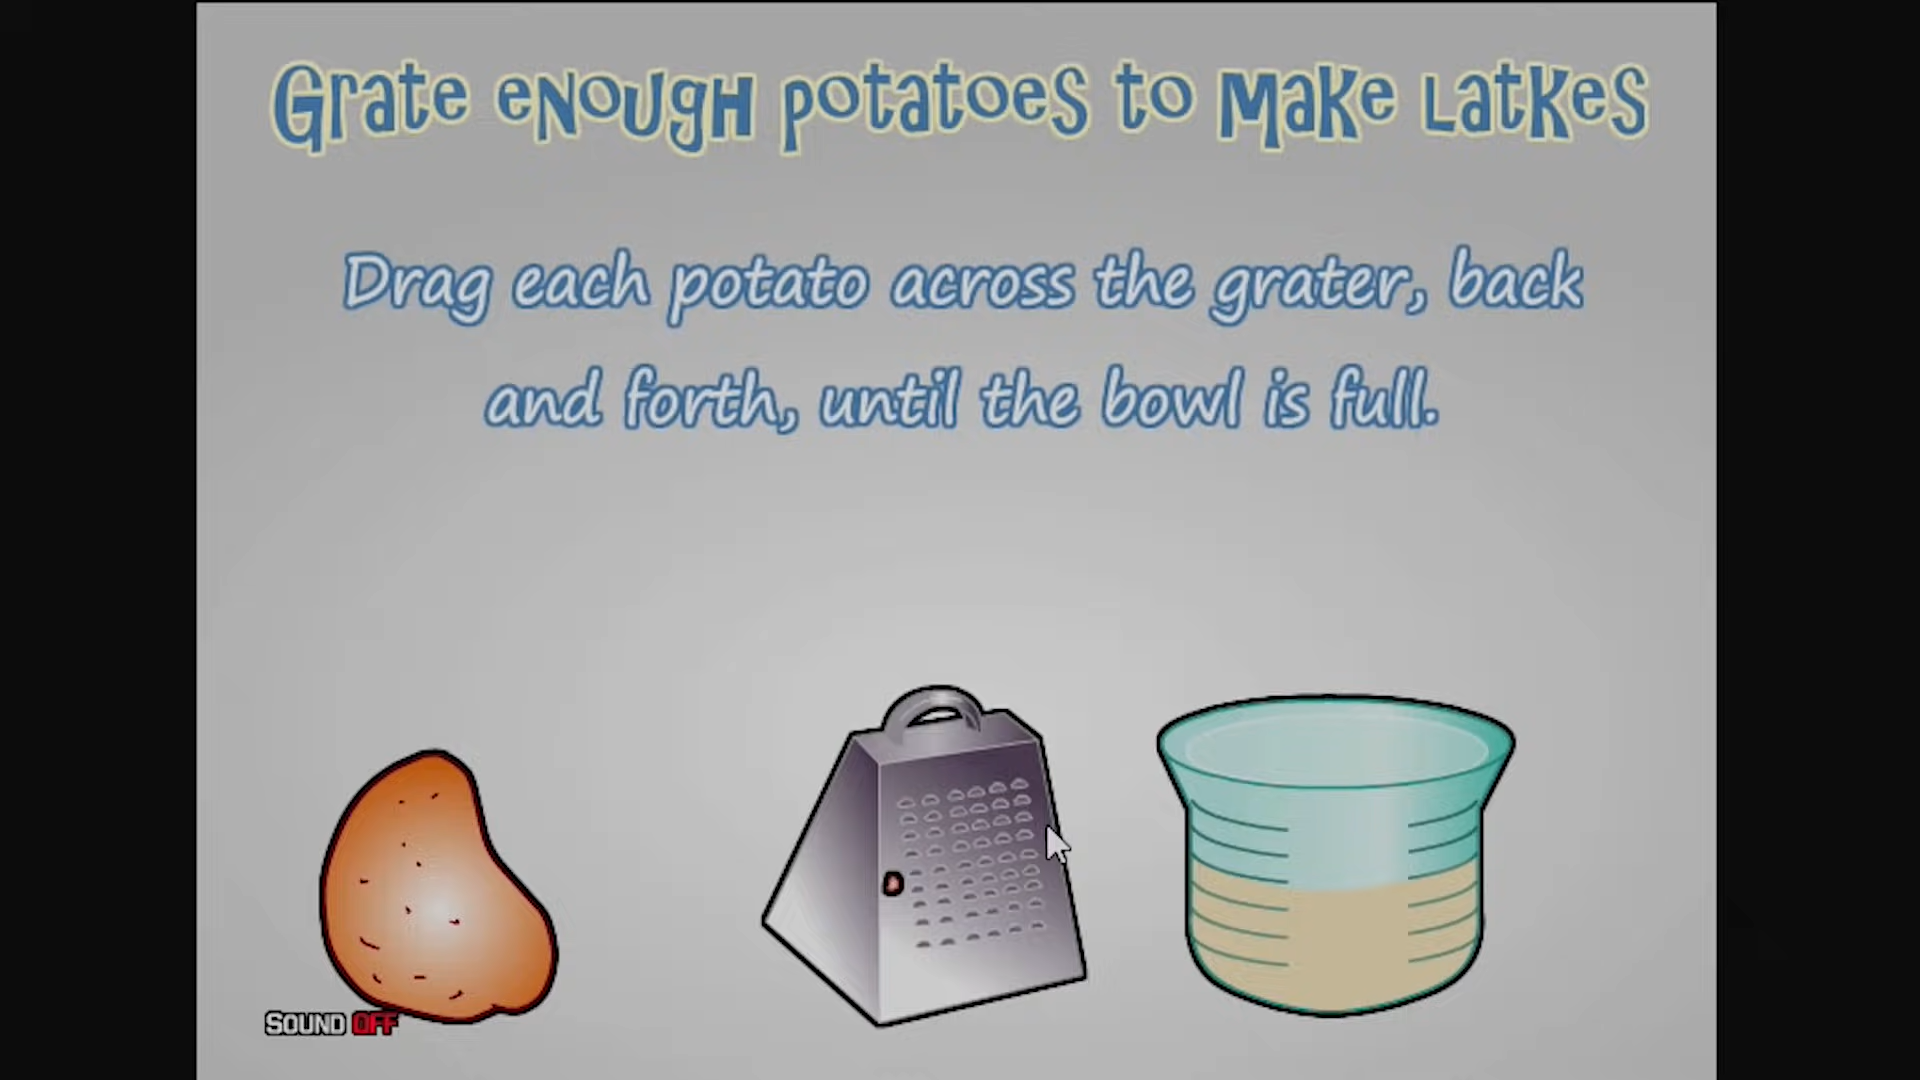 Grate enough potatoes to make Latkes
Drag each potato across the grater, back
and forth, until the bowl is full.
SOUND OFF